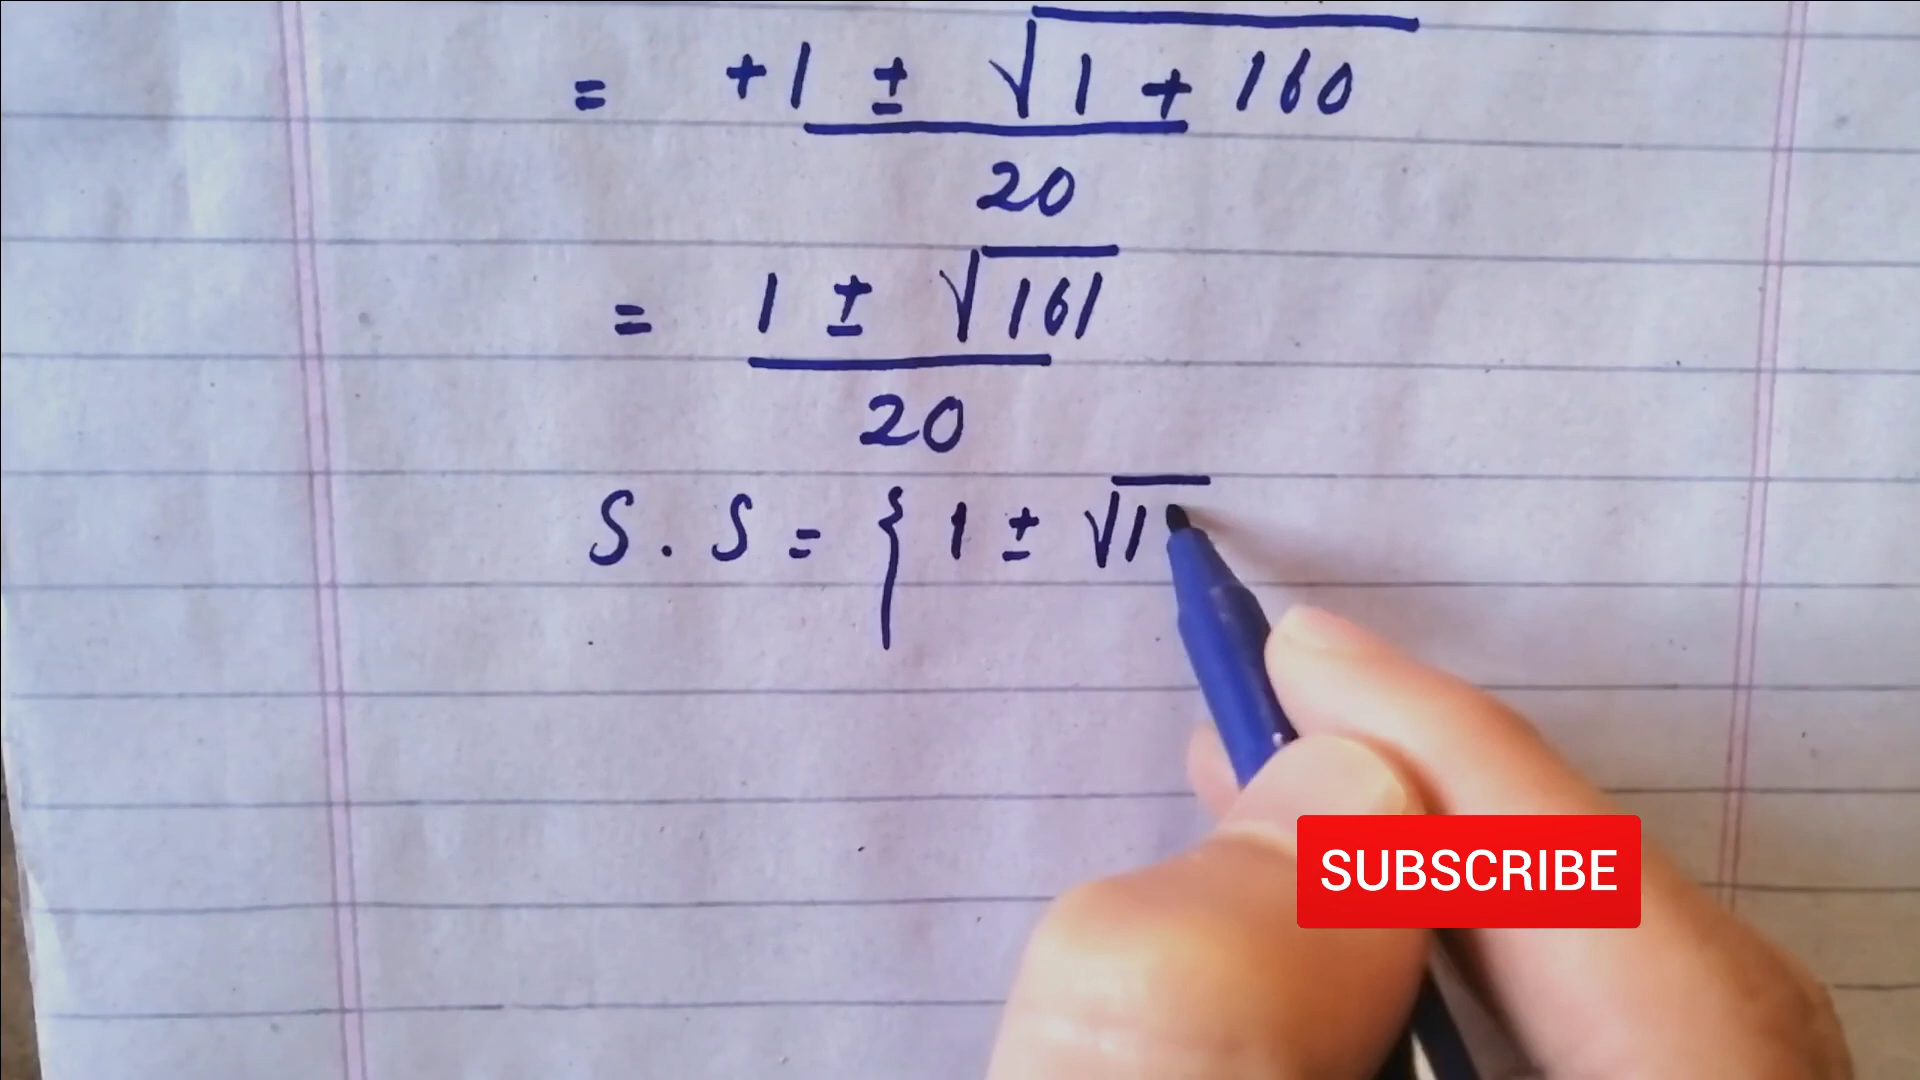 = +1 ± √1 + 160
20
= 1 ± √161
20
S.S = { 1 ± √1
SUBSCRIBE